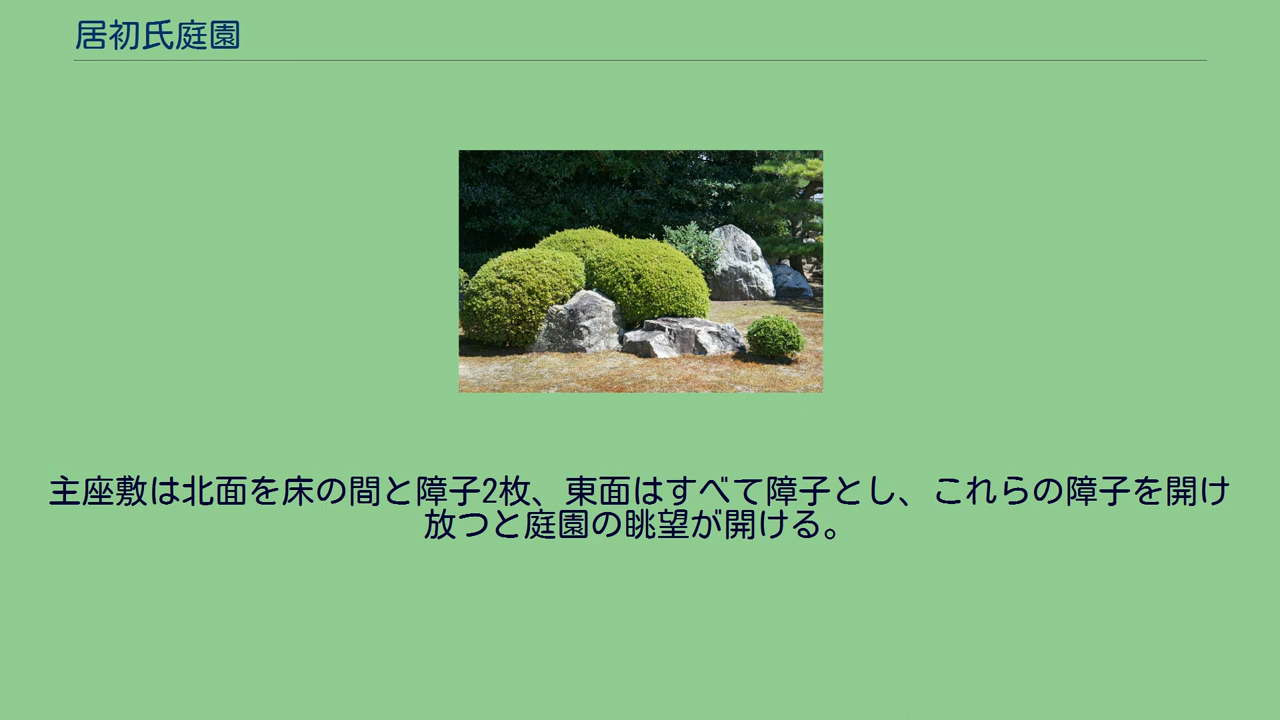 居初氏庭園
主座敷は北面を床の間と障子2枚、東面はすべて障子とし、これらの障子を開け
放つと庭園の眺望が開ける。